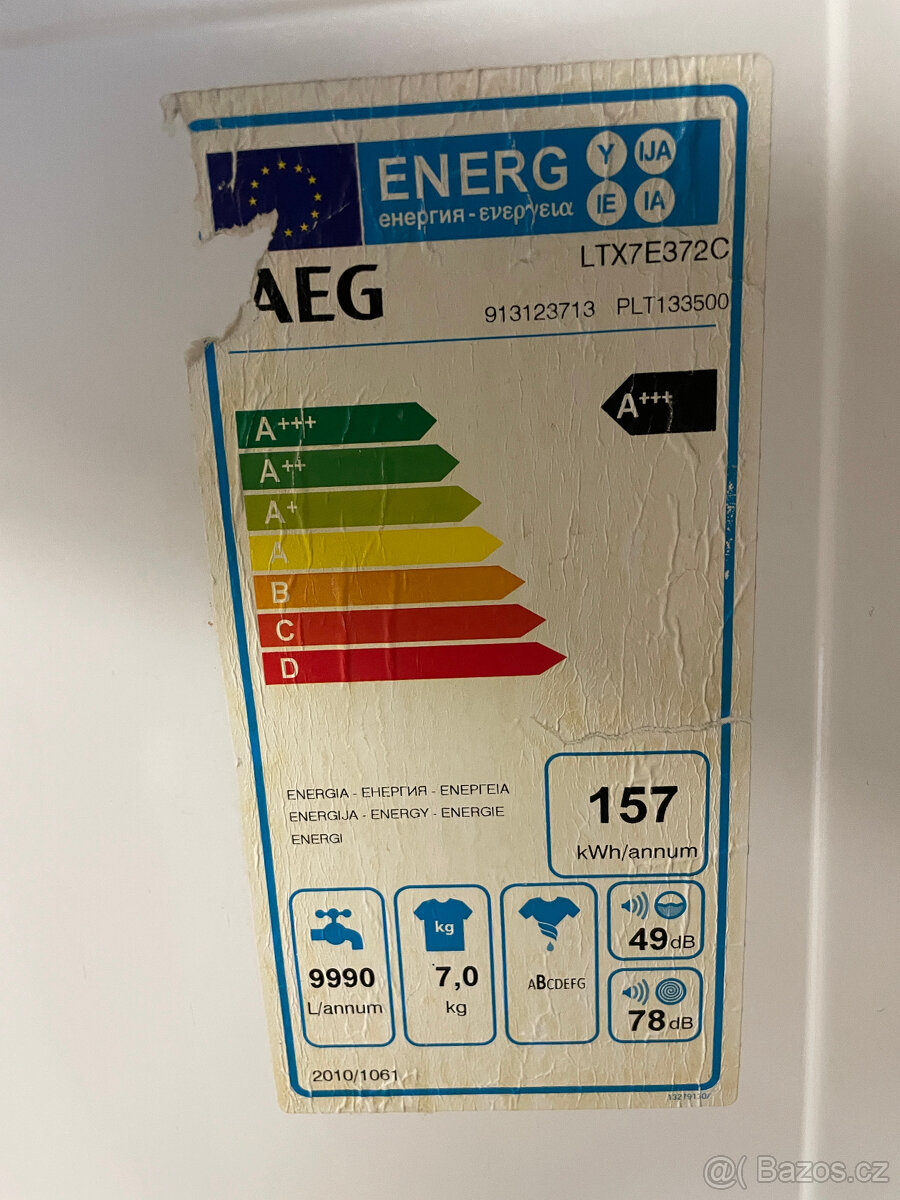 ENERG Y IJA
енергия - ενεργεια IE IA
LTX7E372C
AEG
913123713 PLT133500
A+++
A+++
A++
A+
A
B
C
D
ENERGIA - ЕНЕРГИЯ - ΕΝΕΡΓΕΙΑ
ENERGIJA - ENERGY - ENERGIE
ENERGI
157
kWh/annum
9990
L/annum
kg
7,0
kg
ABCDEFG
49dB
78dB
2010/1061
@( Bazos.cz